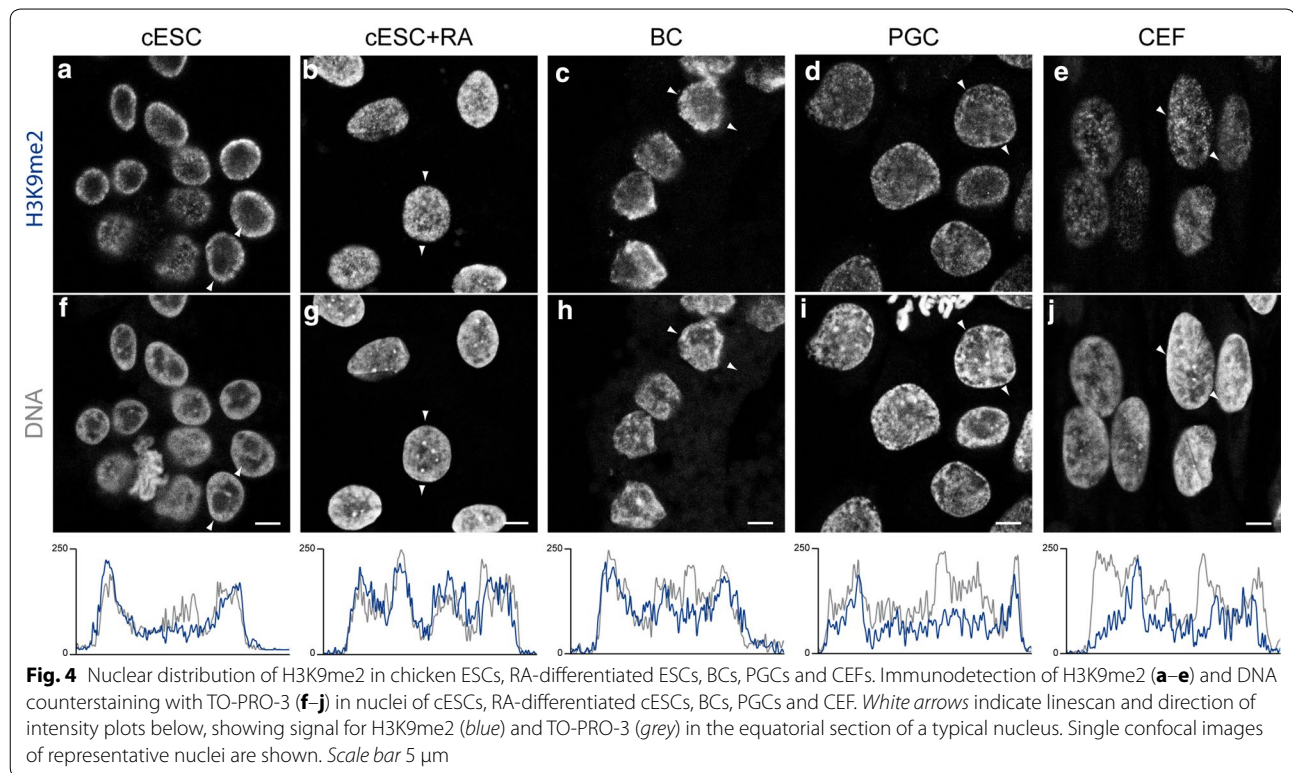 cESC cESC+RA BC PGC CEF
H3K9me2
a b c d e
DNA
f g h i j
250 250 250 250 250
0 0 0 0 0
Fig. 4 Nuclear distribution of H3K9me2 in chicken ESCs, RA-differentiated ESCs, BCs, PGCs and CEFs. Immunodetection of H3K9me2 (a–e) and DNA
counterstaining with TO-PRO-3 (f–j) in nuclei of cESCs, RA-differentiated cESCs, BCs, PGCs and CEF. White arrows indicate linescan and direction of
intensity plots below, showing signal for H3K9me2 (blue) and TO-PRO-3 (grey) in the equatorial section of a typical nucleus. Single confocal images
of representative nuclei are shown. Scale bar 5 μm